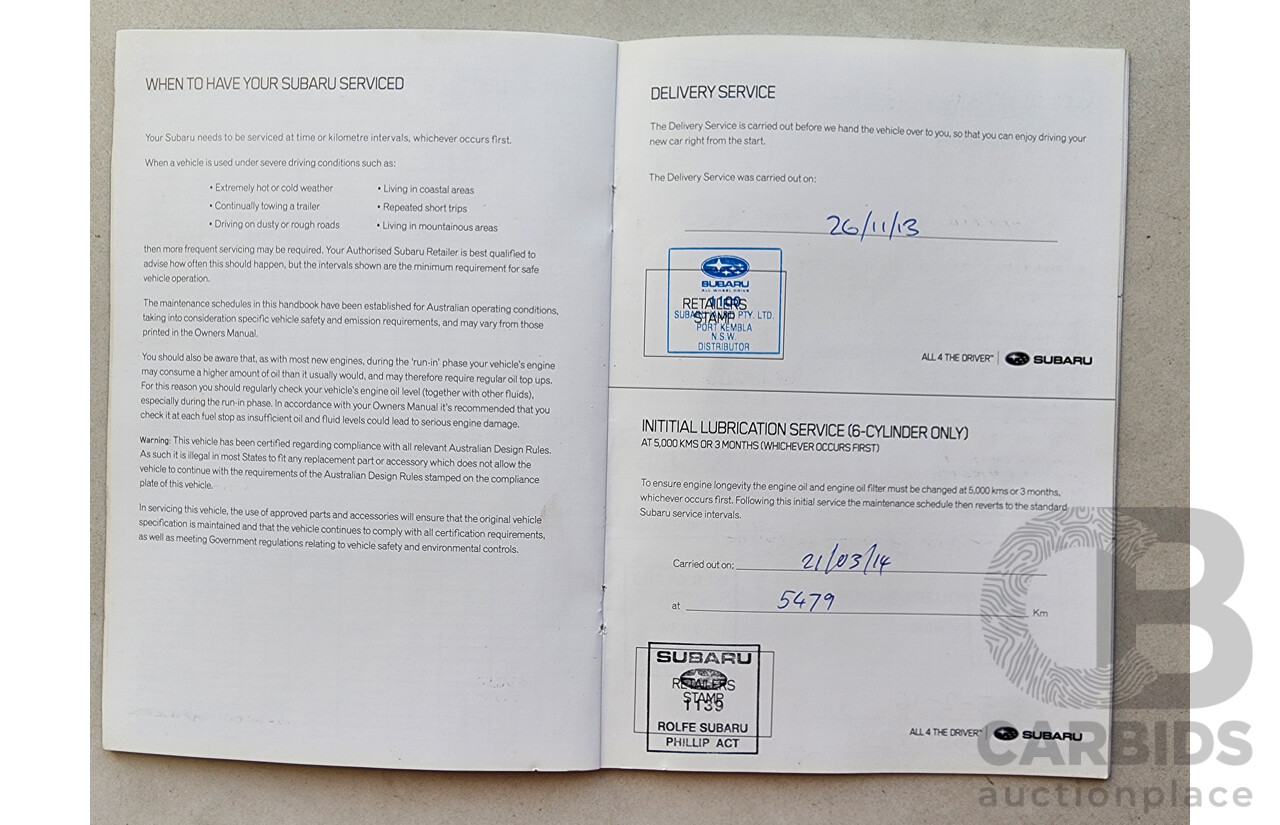 WHEN TO HAVE YOUR SUBARU SERVICED
Your Subaru needs to be serviced at time or kilometre intervals, whichever occurs first.
When a vehicle is used under severe driving conditions such as:
• Extremely hot or cold weather
• Continually towing a trailer
• Driving on dusty or rough roads
• Living in coastal areas
• Repeated short trips
• Living in mountainous areas
then more frequent servicing may be required. Your Authorised Subaru Retailer is best qualified to
advise how often this should happen, but the intervals shown are the minimum requirement for safe
vehicle operation.
The maintenance schedules in this handbook have been established for Australian operating conditions,
taking into consideration specific vehicle safety and emission requirements, and may vary from those
printed in the Owners Manual.
You should also be aware that, as with most new engines, during the 'run-in' phase your vehicle's engine
may consume a higher amount of oil than it usually would, and may therefore require regular oil top ups.
For this reason you should regularly check your vehicle's engine oil level (together with other fluids),
especially during the run-in phase. In accordance with your Owners Manual it's recommended that you
check it at each fuel stop as insufficient oil and fluid levels could lead to serious engine damage.
Warning: This vehicle has been certified regarding compliance with all relevant Australian Design Rules.
As such it is illegal in most States to fit any replacement part or accessory which does not allow the
vehicle to continue with the requirements of the Australian Design Rules stamped on the compliance
plate of this vehicle.
In servicing this vehicle, the use of approved parts and accessories will ensure that the original vehicle
specification is maintained and that the vehicle continues to comply with all certification requirements,
as well as meeting Government regulations relating to vehicle safety and environmental controls.
DELIVERY SERVICE
The Delivery Service is carried out before we hand the vehicle over to you, so that you can enjoy driving your
new car right from the start.
The Delivery Service was carried out on:
26/11/13
SUBARU
ALL WHEEL DRIVE
1100
RETAILERS
STAMP
PTY. LTD.
PORT KEMBLA
N.S.W.
DISTRIBUTOR
ALL 4 THE DRIVER™ SUBARU
INITITIAL LUBRICATION SERVICE (6-CYLINDER ONLY)
AT 5,000 KMS OR 3 MONTHS (WHICHEVER OCCURS FIRST)
To ensure engine longevity the engine oil and engine oil filter must be changed at 5,000 kms or 3 months,
whichever occurs first. Following this initial service the maintenance schedule then reverts to the standard
Subaru service intervals.
Carried out on: 21/03/14
at 5479 Km
SUBARU
RETAILERS
STAMP
1139
ROLFE SUBARU
PHILLIP ACT
ALL 4 THE DRIVER™ SUBARU
CB
CARBIDS
auctionplace